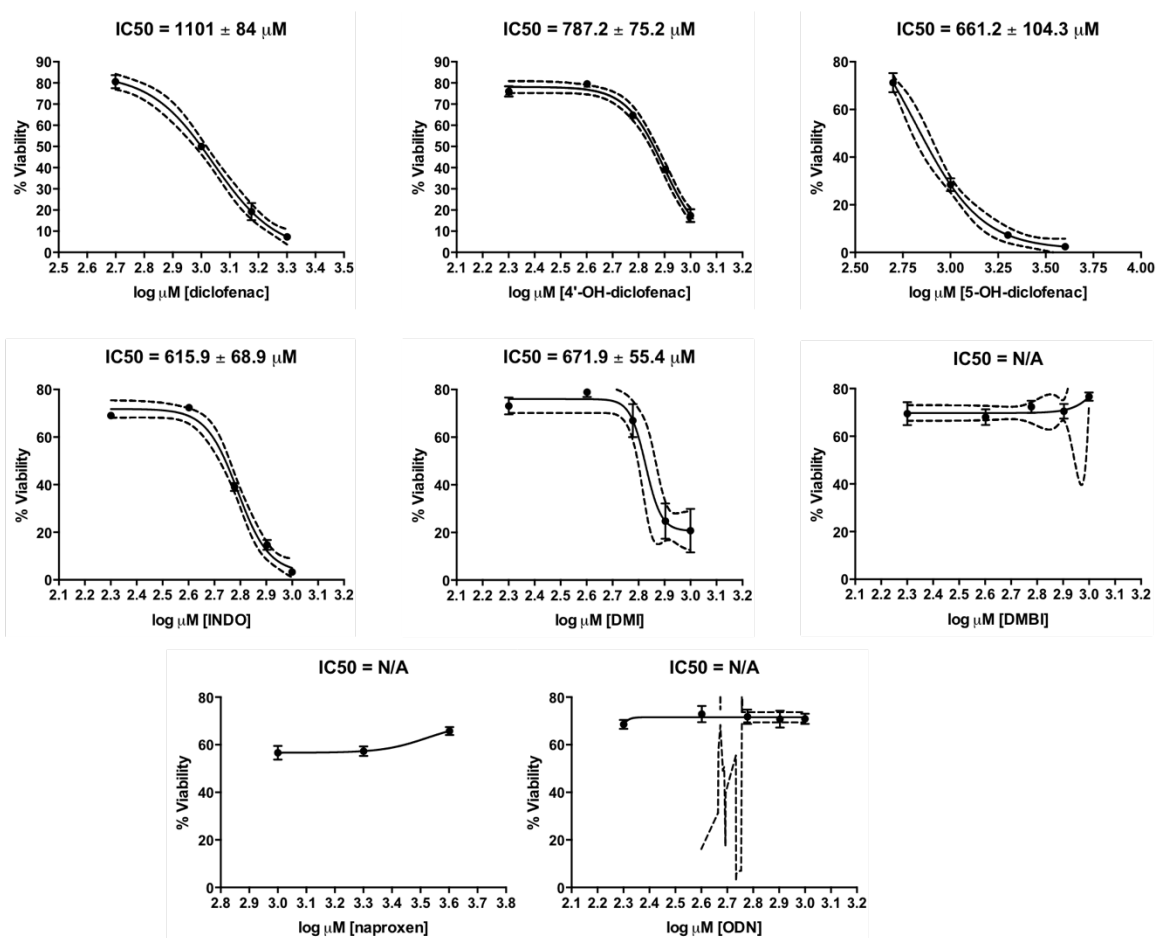 IC50 = 1101 ± 84 μM
% Viability
90
80
70
60
50
40
30
20
10
0
2.5 2.6 2.7 2.8 2.9 3.0 3.1 3.2 3.3 3.4 3.5
log μM [diclofenac]
IC50 = 787.2 ± 75.2 μM
% Viability
90
80
70
60
50
40
30
20
10
0
2.1 2.2 2.3 2.4 2.5 2.6 2.7 2.8 2.9 3.0 3.1 3.2
log μM [4'-OH-diclofenac]
IC50 = 661.2 ± 104.3 μM
% Viability
80
60
40
20
0
2.50 2.75 3.00 3.25 3.50 3.75 4.00
log μM [5-OH-diclofenac]
IC50 = 615.9 ± 68.9 μM
% Viability
80
60
40
20
0
2.1 2.2 2.3 2.4 2.5 2.6 2.7 2.8 2.9 3.0 3.1 3.2
log μM [INDO]
IC50 = 671.9 ± 55.4 μM
% Viability
80
60
40
20
0
2.1 2.2 2.3 2.4 2.5 2.6 2.7 2.8 2.9 3.0 3.1 3.2
log μM [DMI]
IC50 = N/A
% Viability
80
60
40
20
0
2.1 2.2 2.3 2.4 2.5 2.6 2.7 2.8 2.9 3.0 3.1 3.2
log μM [DMBI]
IC50 = N/A
% Viability
80
60
40
20
0
2.8 2.9 3.0 3.1 3.2 3.3 3.4 3.5 3.6 3.7 3.8
log μM [naproxen]
IC50 = N/A
% Viability
80
60
40
20
0
2.1 2.2 2.3 2.4 2.5 2.6 2.7 2.8 2.9 3.0 3.1 3.2
log μM [ODN]